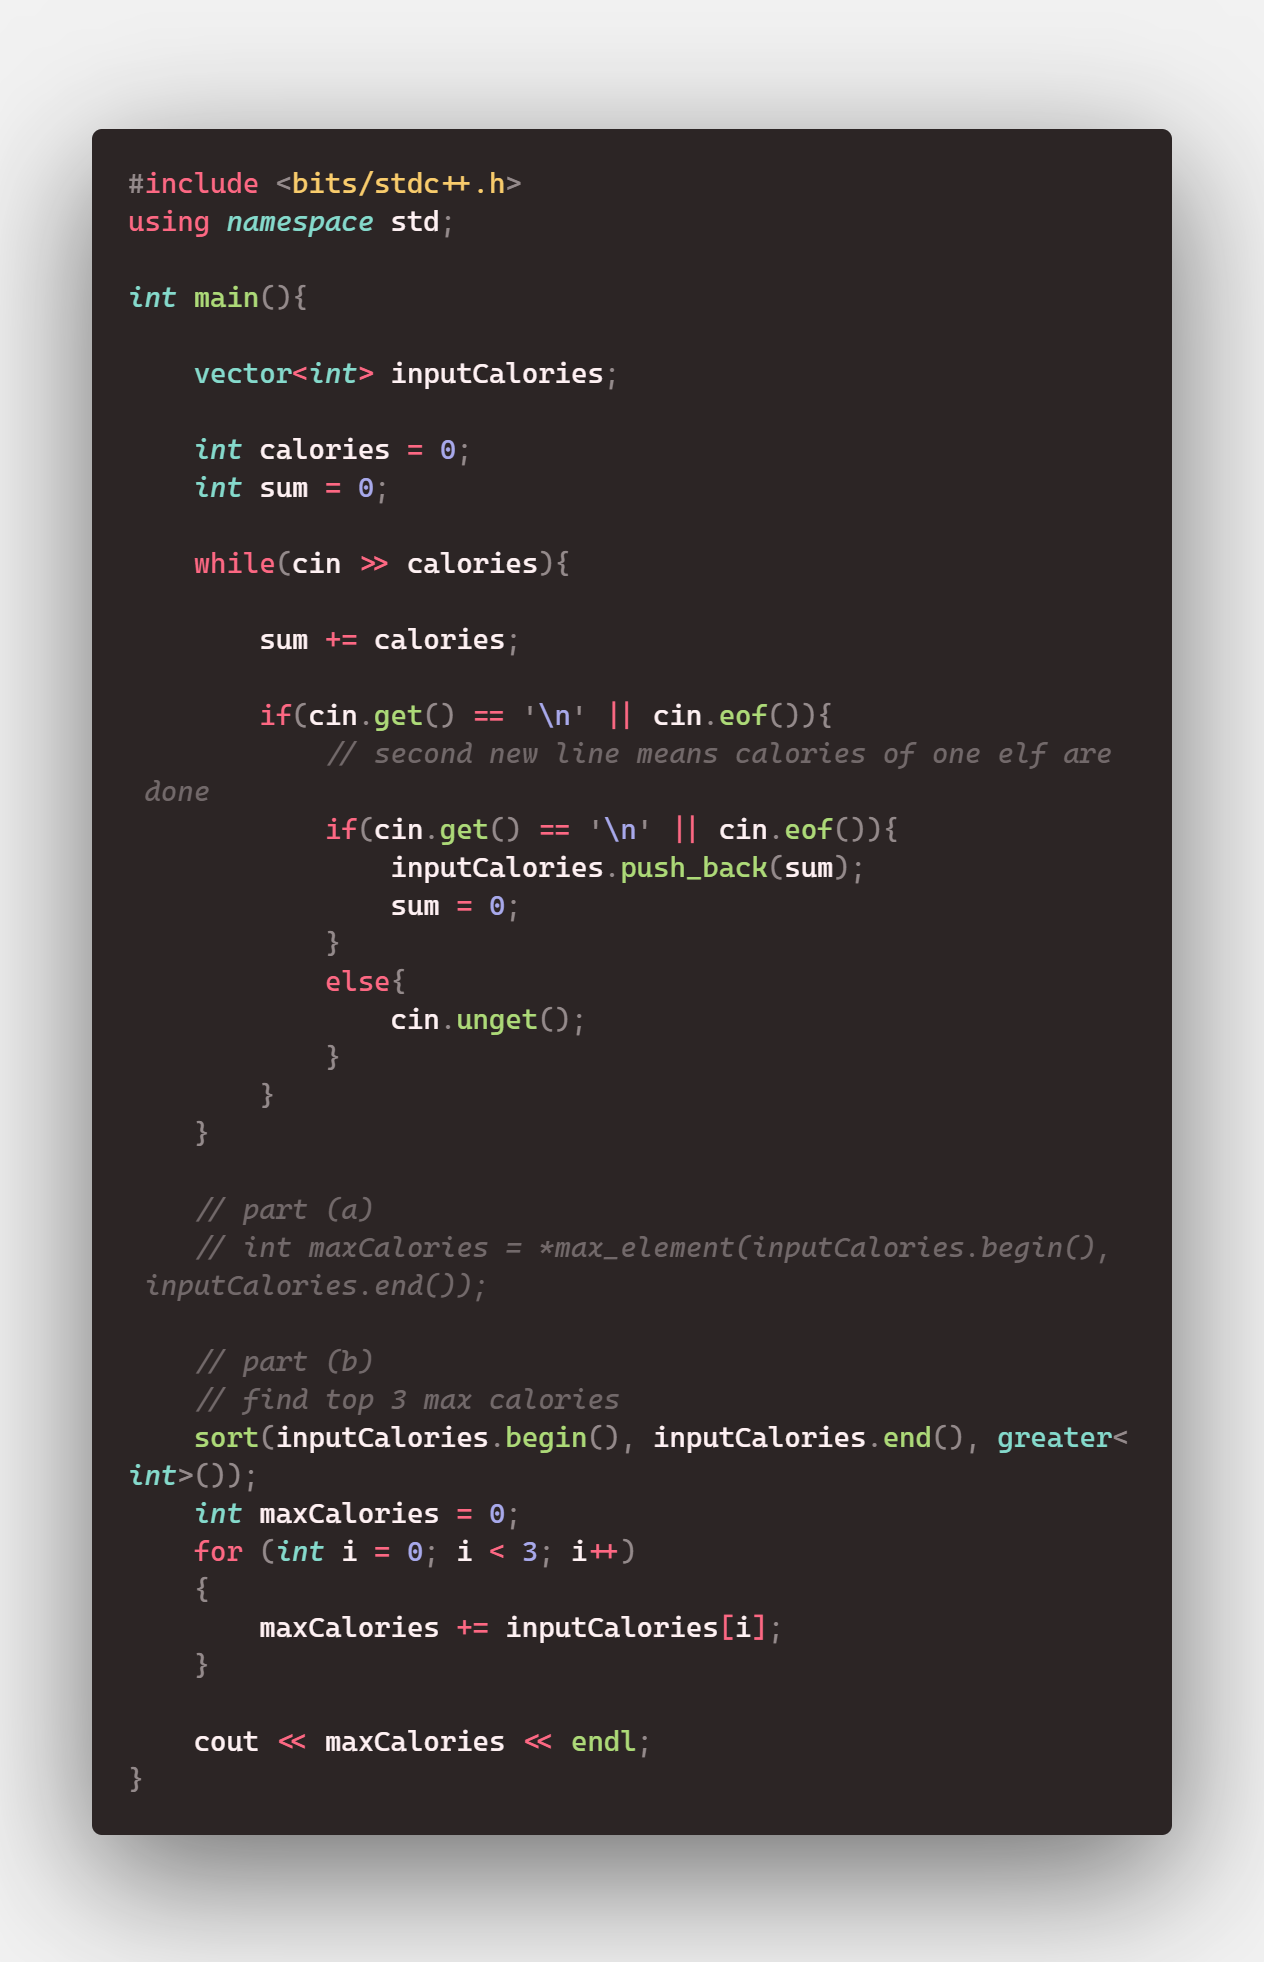 #include <bits/stdc++.h>
using namespace std;

int main(){

    vector<int> inputCalories;

    int calories = 0;
    int sum = 0;

    while(cin >> calories){

        sum += calories;

        if(cin.get() == '\n' || cin.eof()){
            // second new line means calories of one elf are
 done
            if(cin.get() == '\n' || cin.eof()){
                inputCalories.push_back(sum);
                sum = 0;
            }
            else{
                cin.unget();
            }
        }
    }

    // part (a)
    // int maxCalories = *max_element(inputCalories.begin(),
 inputCalories.end());

    // part (b)
    // find top 3 max calories
    sort(inputCalories.begin(), inputCalories.end(), greater<
int>());
    int maxCalories = 0;
    for (int i = 0; i < 3; i++)
    {
        maxCalories += inputCalories[i];
    }

    cout << maxCalories << endl;
}